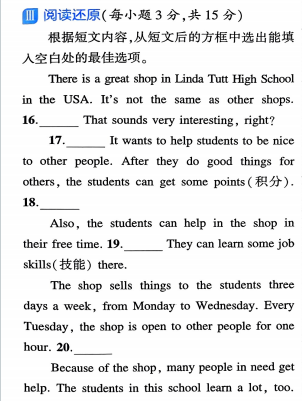 Ⅲ 阅读还原(每小题 3 分,共 15 分)
根据短文内容,从短文后的方框中选出能填
入空白处的最佳选项。
There is a great shop in Linda Tutt High School
in the USA. It's not the same as other shops.
16.______ That sounds very interesting, right?
17.______ It wants to help students to be nice
to other people. After they do good things for
others, the students can get some points(积分).
18.______
Also, the students can help in the shop in
their free time. 19.______ They can learn some job
skills(技能) there.
The shop sells things to the students three
days a week, from Monday to Wednesday. Every
Tuesday, the shop is open to other people for one
hour. 20.______
Because of the shop, many people in need get
help. The students in this school learn a lot, too.